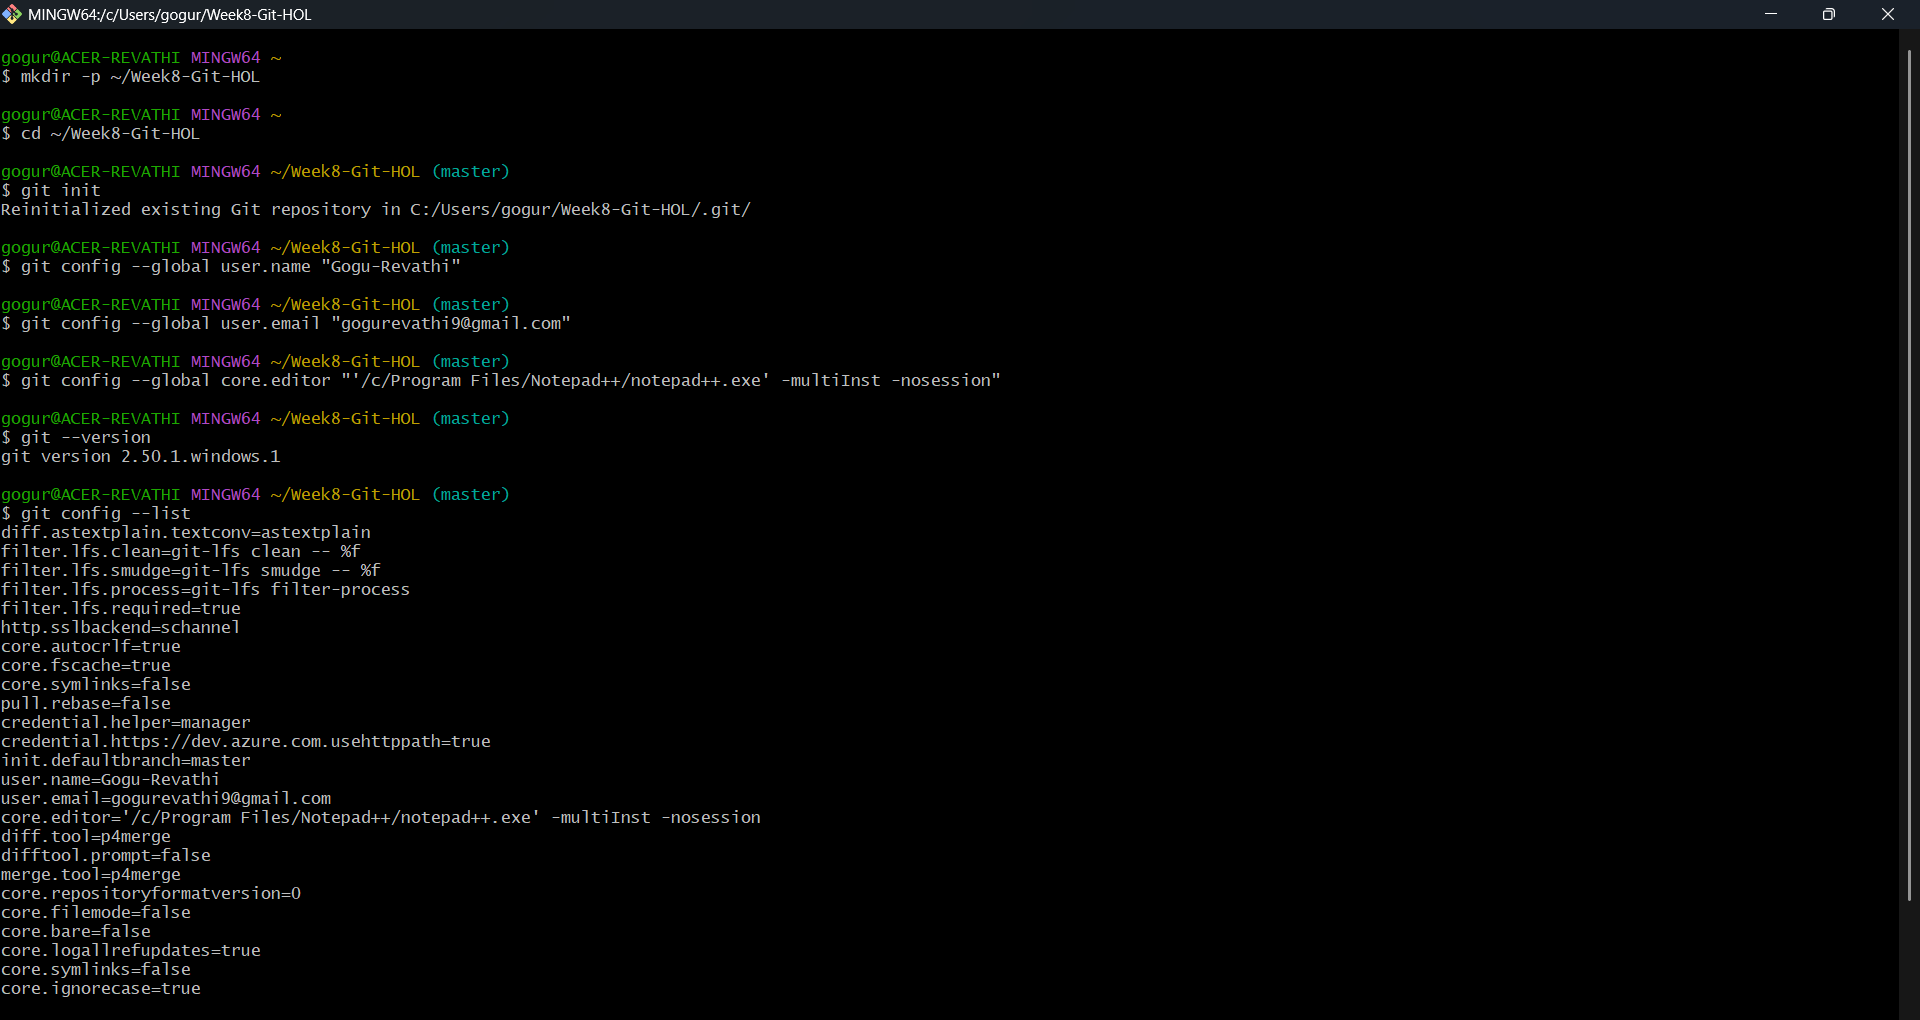 MINGW64:/c/Users/gogur/Week8-Git-HOL
gogur@ACER-REVATHI MINGW64 ~
$ mkdir -p ~/Week8-Git-HOL
gogur@ACER-REVATHI MINGW64 ~
$ cd ~/Week8-Git-HOL
gogur@ACER-REVATHI MINGW64 ~/Week8-Git-HOL (master)
$ git init
Reinitialized existing Git repository in C:/Users/gogur/Week8-Git-HOL/.git/
gogur@ACER-REVATHI MINGW64 ~/Week8-Git-HOL (master)
$ git config --global user.name "Gogu-Revathi"
gogur@ACER-REVATHI MINGW64 ~/Week8-Git-HOL (master)
$ git config --global user.email "gogurevathi9@gmail.com"
gogur@ACER-REVATHI MINGW64 ~/Week8-Git-HOL (master)
$ git config --global core.editor "'/c/Program Files/Notepad++/notepad++.exe' -multiInst -nosession"
gogur@ACER-REVATHI MINGW64 ~/Week8-Git-HOL (master)
$ git --version
git version 2.50.1.windows.1
gogur@ACER-REVATHI MINGW64 ~/Week8-Git-HOL (master)
$ git config --list
diff.astextplain.textconv=astextplain
filter.lfs.clean=git-lfs clean -- %f
filter.lfs.smudge=git-lfs smudge -- %f
filter.lfs.process=git-lfs filter-process
filter.lfs.required=true
http.sslbackend=schannel
core.autocrlf=true
core.fscache=true
core.symlinks=false
pull.rebase=false
credential.helper=manager
credential.https://dev.azure.com.usehttppath=true
init.defaultbranch=master
user.name=Gogu-Revathi
user.email=gogurevathi9@gmail.com
core.editor='/c/Program Files/Notepad++/notepad++.exe' -multiInst -nosession
diff.tool=p4merge
difftool.prompt=false
merge.tool=p4merge
core.repositoryformatversion=0
core.filemode=false
core.bare=false
core.logallrefupdates=true
core.symlinks=false
core.ignorecase=true